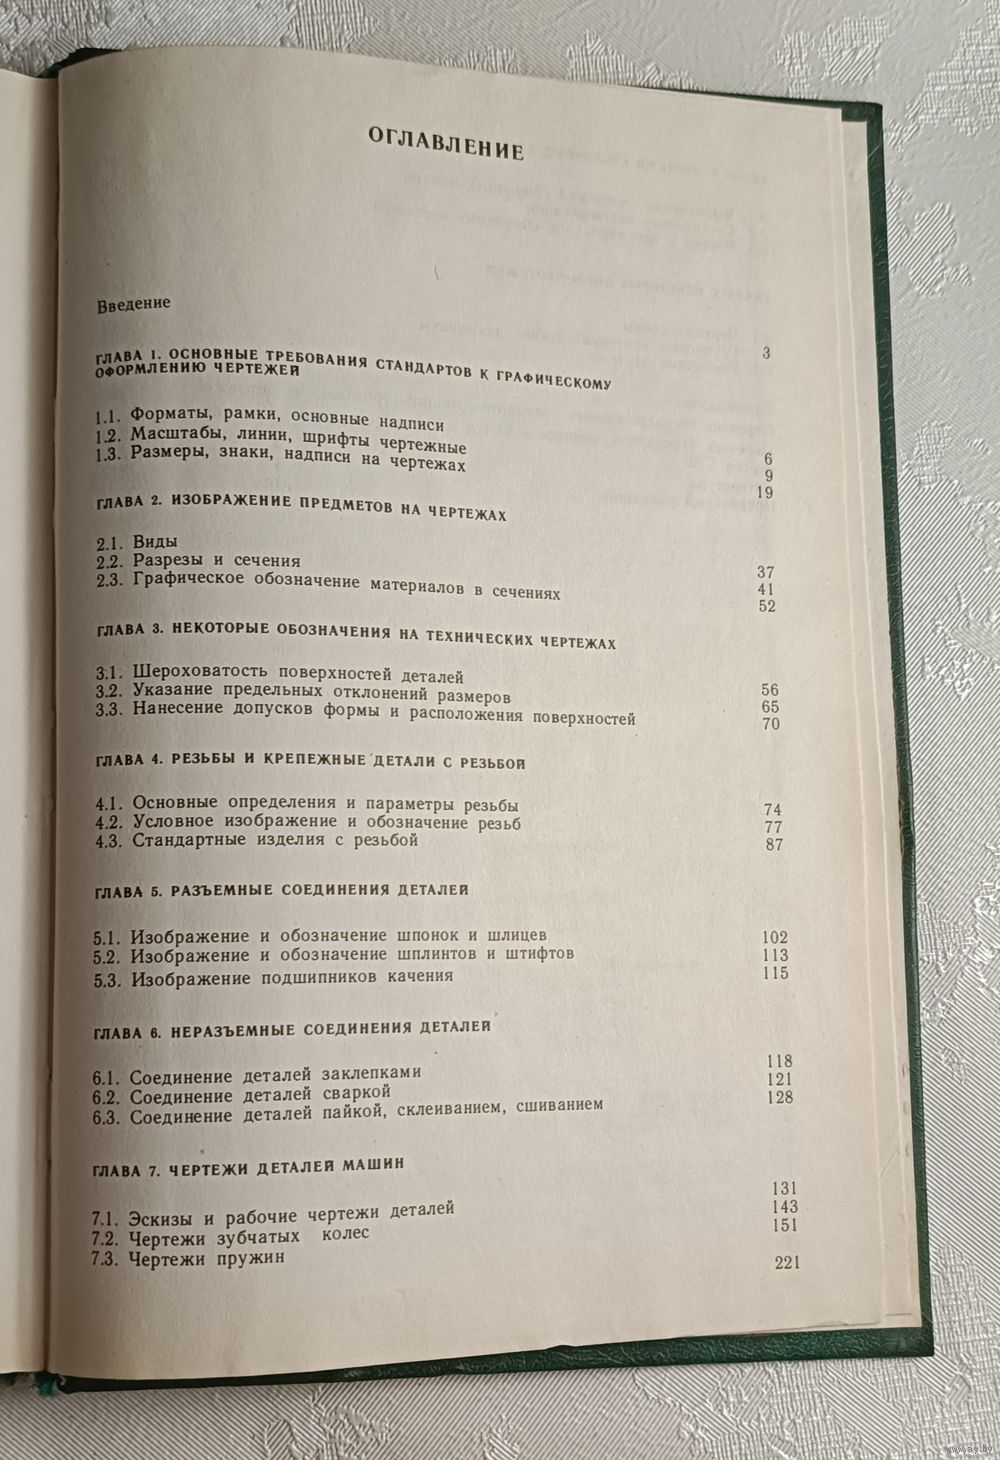 ОГЛАВЛЕНИЕ
Введение 3
ГЛАВА 1. ОСНОВНЫЕ ТРЕБОВАНИЯ СТАНДАРТОВ К ГРАФИЧЕСКОМУ
ОФОРМЛЕНИЮ ЧЕРТЕЖЕЙ
1.1. Форматы, рамки, основные надписи 6
1.2. Масштабы, линии, шрифты чертежные 9
1.3. Размеры, знаки, надписи на чертежах 19
ГЛАВА 2. ИЗОБРАЖЕНИЕ ПРЕДМЕТОВ НА ЧЕРТЕЖАХ
2.1. Виды 37
2.2. Разрезы и сечения 41
2.3. Графическое обозначение материалов в сечениях 52
ГЛАВА 3. НЕКОТОРЫЕ ОБОЗНАЧЕНИЯ НА ТЕХНИЧЕСКИХ ЧЕРТЕЖАХ
3.1. Шероховатость поверхностей деталей 56
3.2. Указание предельных отклонений размеров 65
3.3. Нанесение допусков формы и расположения поверхностей 70
ГЛАВА 4. РЕЗЬБЫ И КРЕПЕЖНЫЕ ДЕТАЛИ С РЕЗЬБОЙ
4.1. Основные определения и параметры резьбы 74
4.2. Условное изображение и обозначение резьб 77
4.3. Стандартные изделия с резьбой 87
ГЛАВА 5. РАЗЪЕМНЫЕ СОЕДИНЕНИЯ ДЕТАЛЕЙ
5.1. Изображение и обозначение шпонок и шлицев 102
5.2. Изображение и обозначение шплинтов и штифтов 113
5.3. Изображение подшипников качения 115
ГЛАВА 6. НЕРАЗЪЕМНЫЕ СОЕДИНЕНИЯ ДЕТАЛЕЙ
6.1. Соединение деталей заклепками 118
6.2. Соединение деталей сваркой 121
6.3. Соединение деталей пайкой, склеиванием, сшиванием 128
ГЛАВА 7. ЧЕРТЕЖИ ДЕТАЛЕЙ МАШИН
7.1. Эскизы и рабочие чертежи деталей 131
7.2. Чертежи зубчатых колес 143
7.3. Чертежи пружин 151
221
www.ay.by